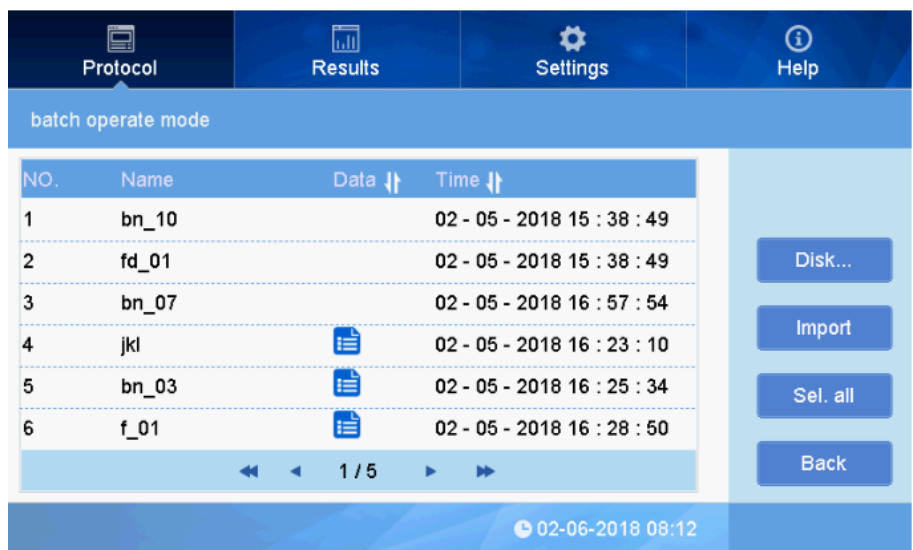 Protocol Results Settings Help
batch operate mode
NO. Name Data Time
1 bn_10 02 - 05 - 2018 15 : 38 : 49
2 fd_01 02 - 05 - 2018 15 : 38 : 49
3 bn_07 02 - 05 - 2018 16 : 57 : 54
4 jkl 02 - 05 - 2018 16 : 23 : 10
5 bn_03 02 - 05 - 2018 16 : 25 : 34
6 f_01 02 - 05 - 2018 16 : 28 : 50
1 / 5
Disk...
Import
Sel. all
Back
02-06-2018 08:12